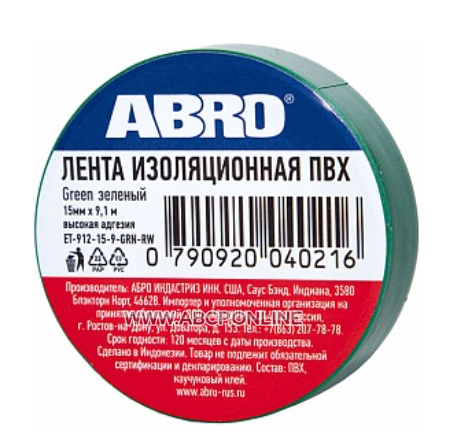 ABRO®
ЛЕНТА ИЗОЛЯЦИОННАЯ ПВХ
Green зеленый
15мм x 9,1 м
высокая адгезия
ET-912-15-9-GRN-RW
PAP PVC
0 790920 040216
Производитель: АБРО ИНДАСТРИЗ ИНК. США, Саус Бэнд, Индиана, 3580
Блэкторн Корт, 46628. Импортер и уполномоченная организация на
WWW.ABCPONLINE
г. Ростов-на-Дону, ул. Доватора, д. 153. тел.: +7(863) 207-78-78.
Срок годности: 120 месяцев с даты производства.
Сделано в Индонезии. Товар не подлежит обязательной
сертификации и декларированию. Состав: ПВХ,
каучуковый клей.
www.abro-rus.ru